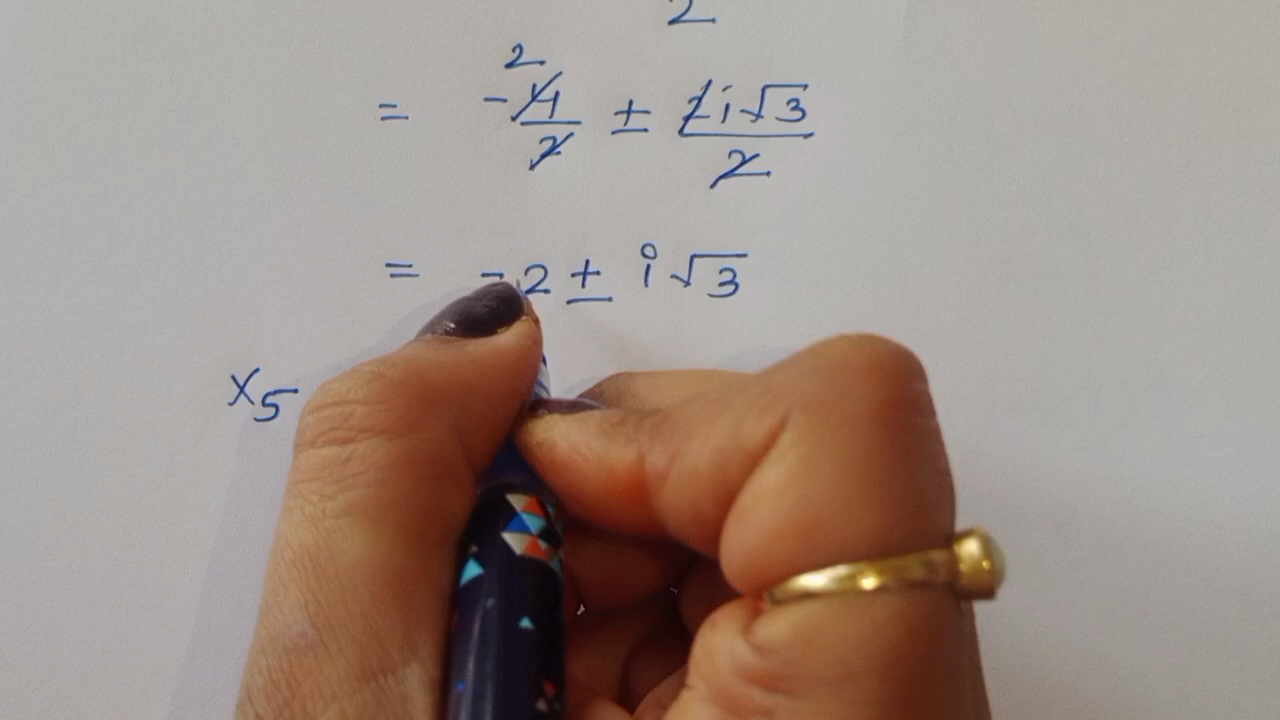 2
2
= -4/2 ± 2i√3/2
= -2 ± i√3
x5